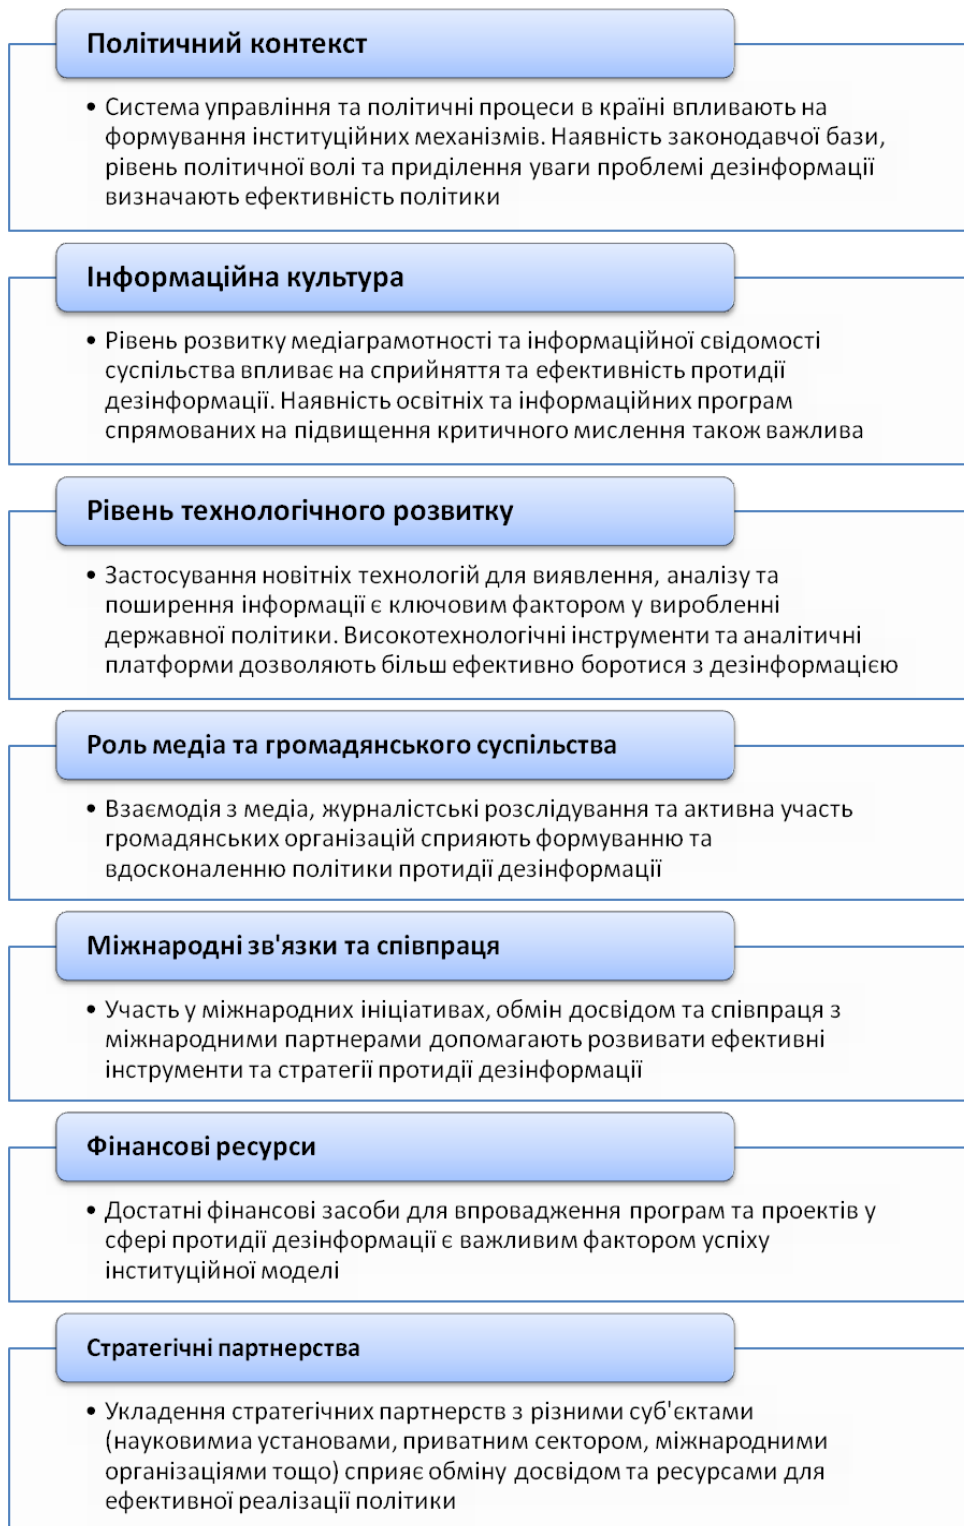 Політичний контекст
• Система управління та політичні процеси в країні впливають на
формування інституційних механізмів. Наявність законодавчої бази,
рівень політичної волі та приділення уваги проблемі дезінформації
визначають ефективність політики
Інформаційна культура
• Рівень розвитку медіаграмотності та інформаційної свідомості
суспільства впливає на сприйняття та ефективність протидії
дезінформації. Наявність освітніх та інформаційних програм
спрямованих на підвищення критичного мислення також важлива
Рівень технологічного розвитку
• Застосування новітніх технологій для виявлення, аналізу та
поширення інформації є ключовим фактором у виробленні
державної політики. Високотехнологічні інструменти та аналітичні
платформи дозволяють більш ефективно боротися з дезінформацією
Роль медіа та громадянського суспільства
• Взаємодія з медіа, журналістські розслідування та активна участь
громадянських організацій сприяють формуванню та
вдосконаленню політики протидії дезінформації
Міжнародні зв'язки та співпраця
• Участь у міжнародних ініціативах, обмін досвідом та співпраця з
міжнародними партнерами допомагають розвивати ефективні
інструменти та стратегії протидії дезінформації
Фінансові ресурси
• Достатні фінансові засоби для впровадження програм та проектів у
сфері протидії дезінформації є важливим фактором успіху
інституційної моделі
Стратегічні партнерства
• Укладення стратегічних партнерств з різними суб'єктами
(науковимиа установами, приватним сектором, міжнародними
організаціями тощо) сприяє обміну досвідом та ресурсами для
ефективної реалізації політики